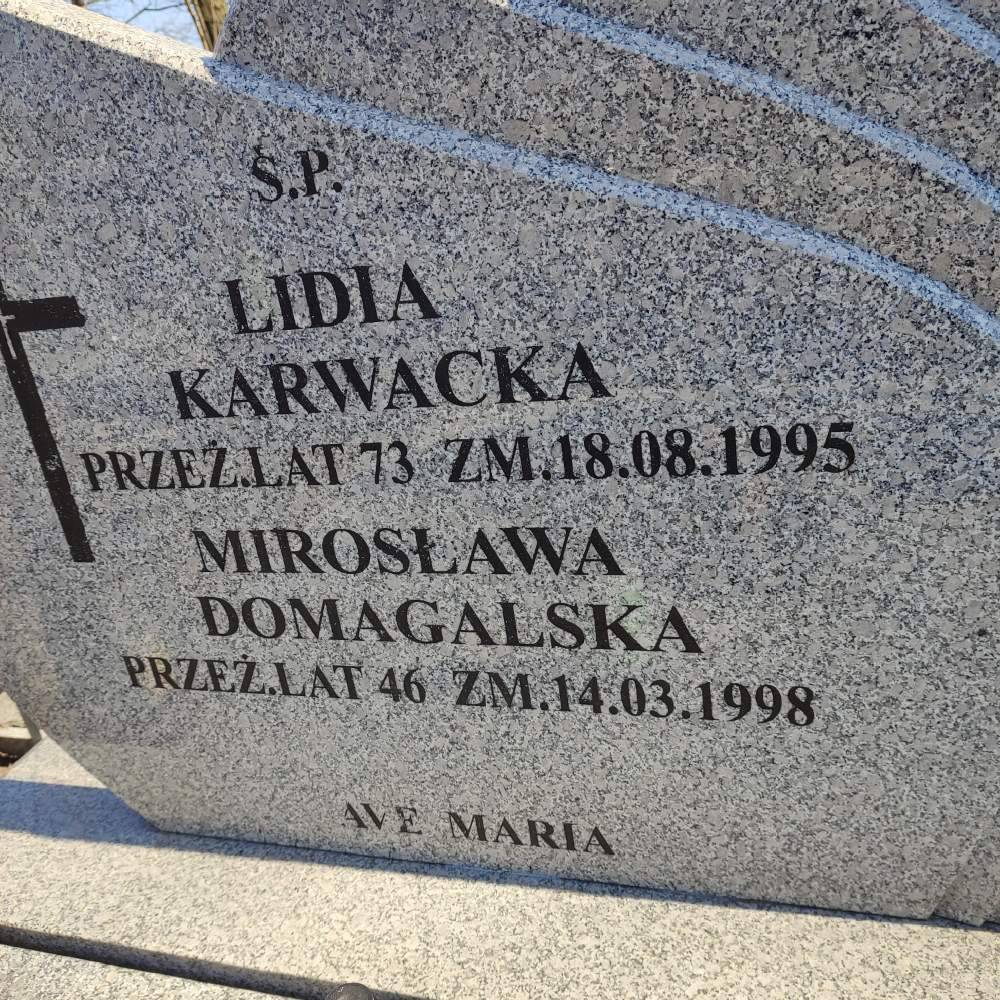 Ś.P.
LIDIA
KARWACKA
PRZEŻ.LAT 73 ZM.18.08.1995
MIROSŁAWA
DOMAGALSKA
PRZEŻ.LAT 46 ZM.14.03.1998
AVE MARIA